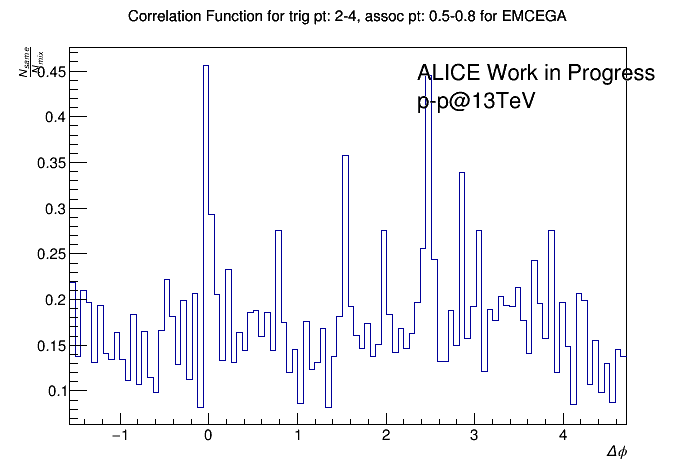 Correlation Function for trig pt: 2-4, assoc pt: 0.5-0.8 for EMCEGA
N_same
N_mix
ALICE Work in Progress
p-p@13TeV
0.45
0.4
0.35
0.3
0.25
0.2
0.15
0.1
−1 0 1 2 3 4
Δϕ